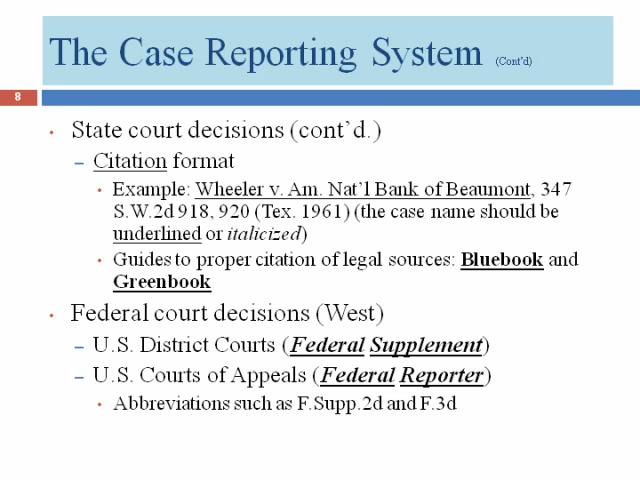 The Case Reporting System (Cont'd)
8
• State court decisions (cont'd.)
– Citation format
• Example: Wheeler v. Am. Nat'l Bank of Beaumont, 347
S.W.2d 918, 920 (Tex. 1961) (the case name should be
underlined or italicized)
• Guides to proper citation of legal sources: Bluebook and
Greenbook
• Federal court decisions (West)
– U.S. District Courts (Federal Supplement)
– U.S. Courts of Appeals (Federal Reporter)
• Abbreviations such as F.Supp.2d and F.3d